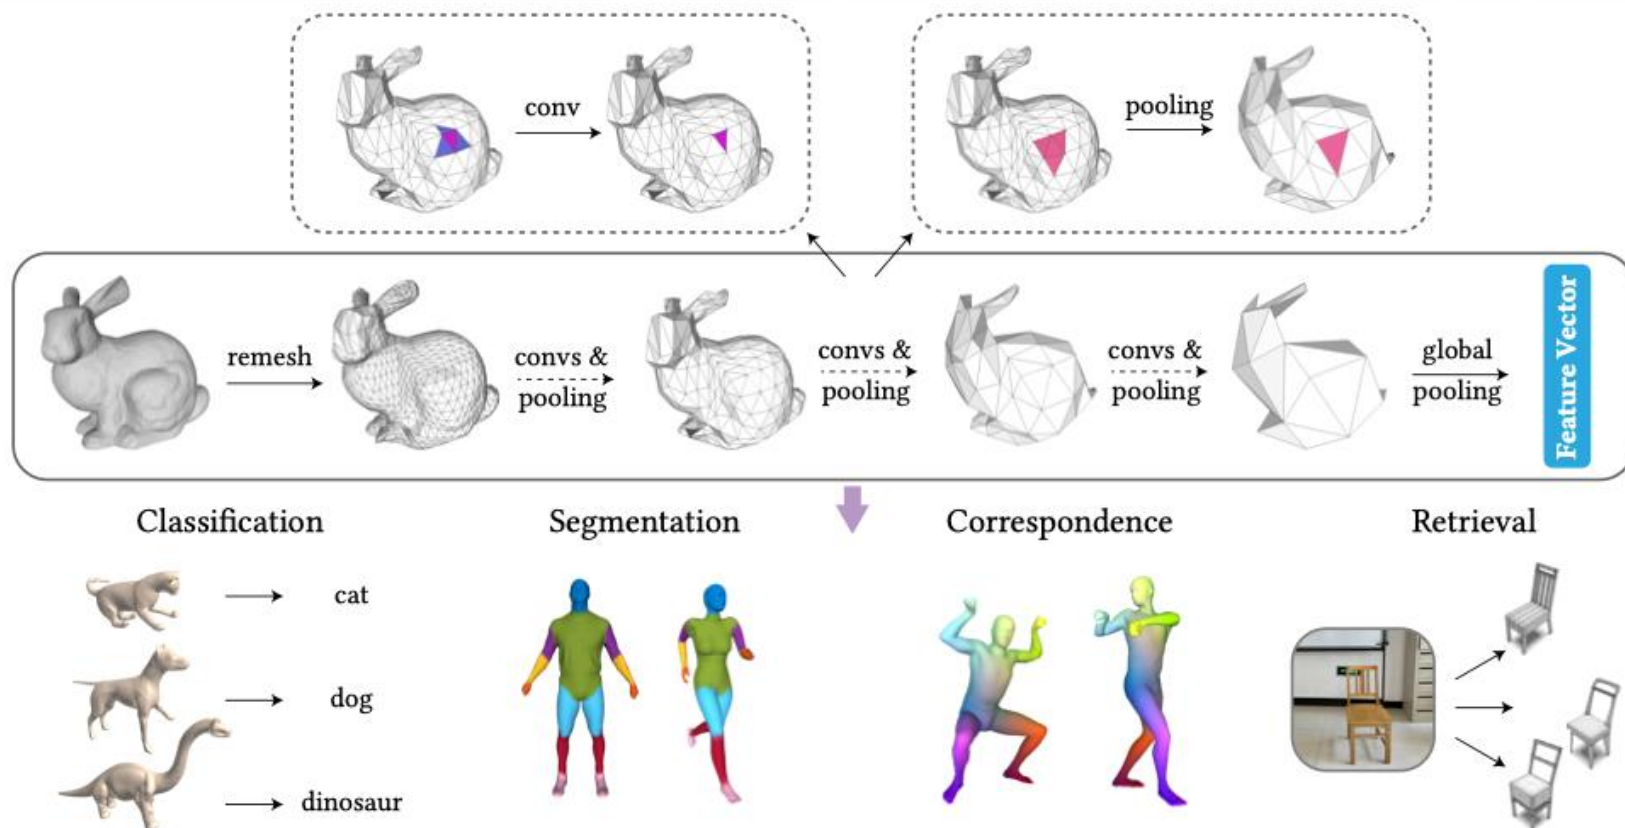 conv
pooling
remesh
convs &
pooling
convs &
pooling
convs &
pooling
global
pooling
Feature Vector
Classification
Segmentation
Correspondence
Retrieval
cat
dog
dinosaur